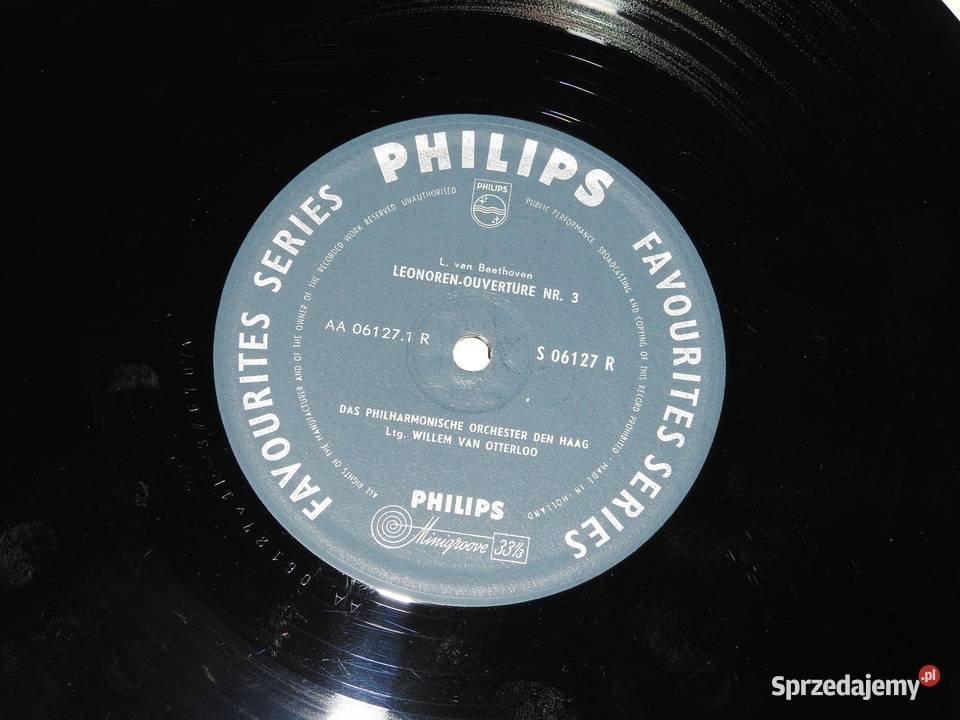 PHILIPS
FAVOURITES SERIES
FAVOURITES SERIES
ALL RIGHTS OF THE MANUFACTURER AND OF THE OWNER OF THE RECORDED WORK RESERVED UNAUTHORISED PUBLIC PERFORMANCE BROADCASTING AND COPYING OF THIS RECORD PROHIBITED · MADE IN HOLLAND
PHILIPS
L. van Beethoven
LEONOREN-OUVERTURE NR. 3
AA 06127.1 R
S 06127 R
DAS PHILHARMONISCHE ORCHESTER DEN HAAG
Ltg. WILLEM VAN OTTERLOO
PHILIPS
Minigroove 33⅓
Sprzedajemy.pl